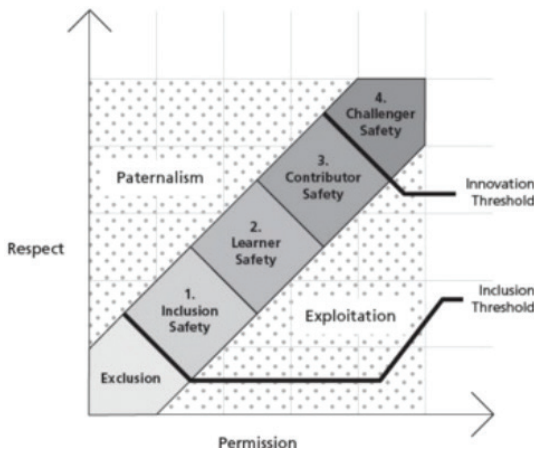 4.
Challenger
Safety
3.
Contributor
Safety
Innovation
Threshold
Paternalism
2.
Learner
Safety
Respect
1.
Inclusion
Safety
Inclusion
Threshold
Exploitation
Exclusion
Permission